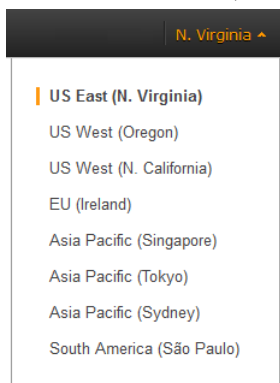 N. Virginia
US East (N. Virginia)
US West (Oregon)
US West (N. California)
EU (Ireland)
Asia Pacific (Singapore)
Asia Pacific (Tokyo)
Asia Pacific (Sydney)
South America (São Paulo)